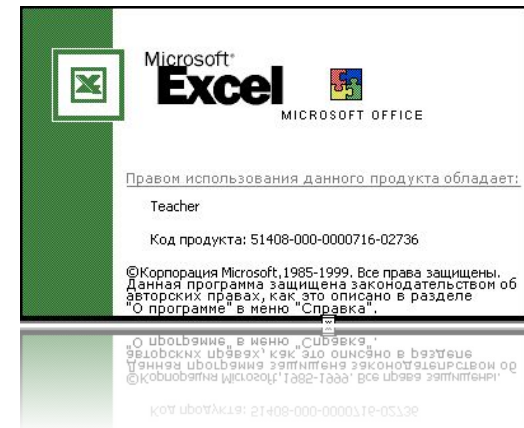 Microsoft
Excel
MICROSOFT OFFICE
Правом использования данного продукта обладает:
Teacher
Код продукта: 51408-000-0000716-02736
©Корпорация Microsoft,1985-1999. Все права защищены.
Данная программа защищена законодательством об
авторских правах, как это описано в разделе
"О программе" в меню "Справка".